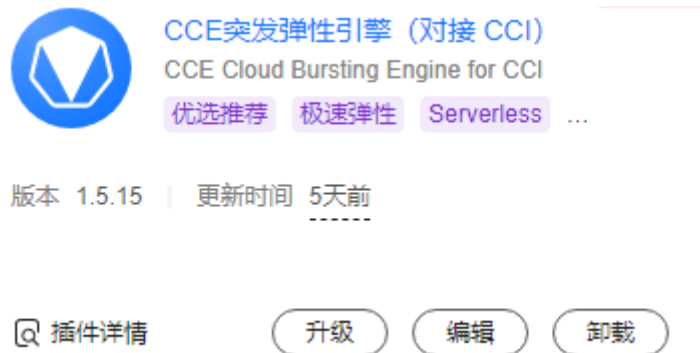 CCE突发弹性引擎（对接 CCI）
CCE Cloud Bursting Engine for CCI
优选推荐 极速弹性 Serverless ...
版本 1.5.15 更新时间 5天前
插件详情 升级 编辑 卸载